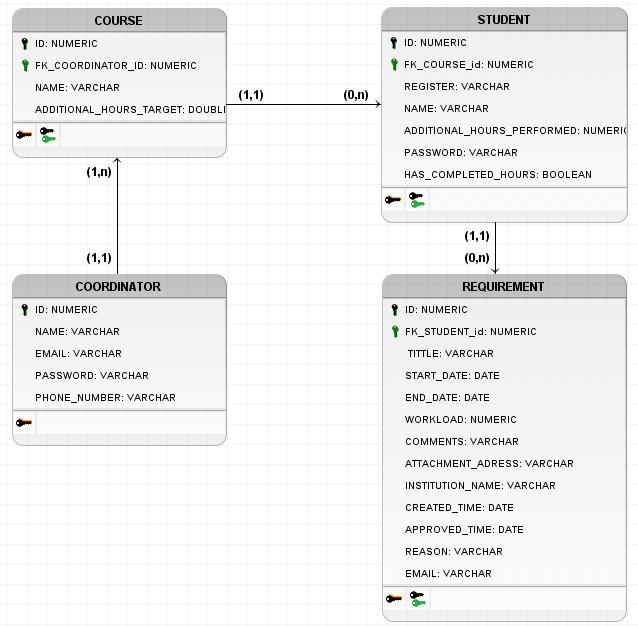 COURSE
ID: NUMERIC
FK_COORDINATOR_ID: NUMERIC
NAME: VARCHAR
ADDITIONAL_HOURS_TARGET: DOUBL
(1,1)
(0,n)
STUDENT
ID: NUMERIC
FK_COURSE_id: NUMERIC
REGISTER: VARCHAR
NAME: VARCHAR
ADDITIONAL_HOURS_PERFORMED: NUMERI
PASSWORD: VARCHAR
HAS_COMPLETED_HOURS: BOOLEAN
(1,n)
(1,1)
(1,1)
(0,n)
COORDINATOR
ID: NUMERIC
NAME: VARCHAR
EMAIL: VARCHAR
PASSWORD: VARCHAR
PHONE_NUMBER: VARCHAR
REQUIREMENT
ID: NUMERIC
FK_STUDENT_id: NUMERIC
TITTLE: VARCHAR
START_DATE: DATE
END_DATE: DATE
WORKLOAD: NUMERIC
COMMENTS: VARCHAR
ATTACHMENT_ADRESS: VARCHAR
INSTITUTION_NAME: VARCHAR
CREATED_TIME: DATE
APPROVED_TIME: DATE
REASON: VARCHAR
EMAIL: VARCHAR